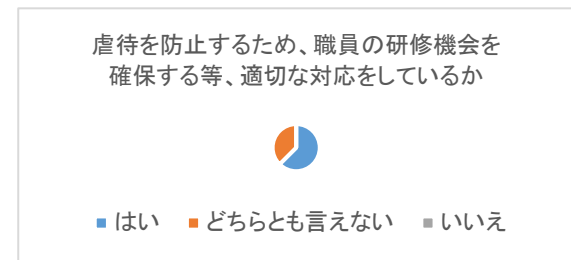 虐待を防止するため、職員の研修機会を
確保する等、適切な対応をしているか
はい どちらとも言えない いいえ